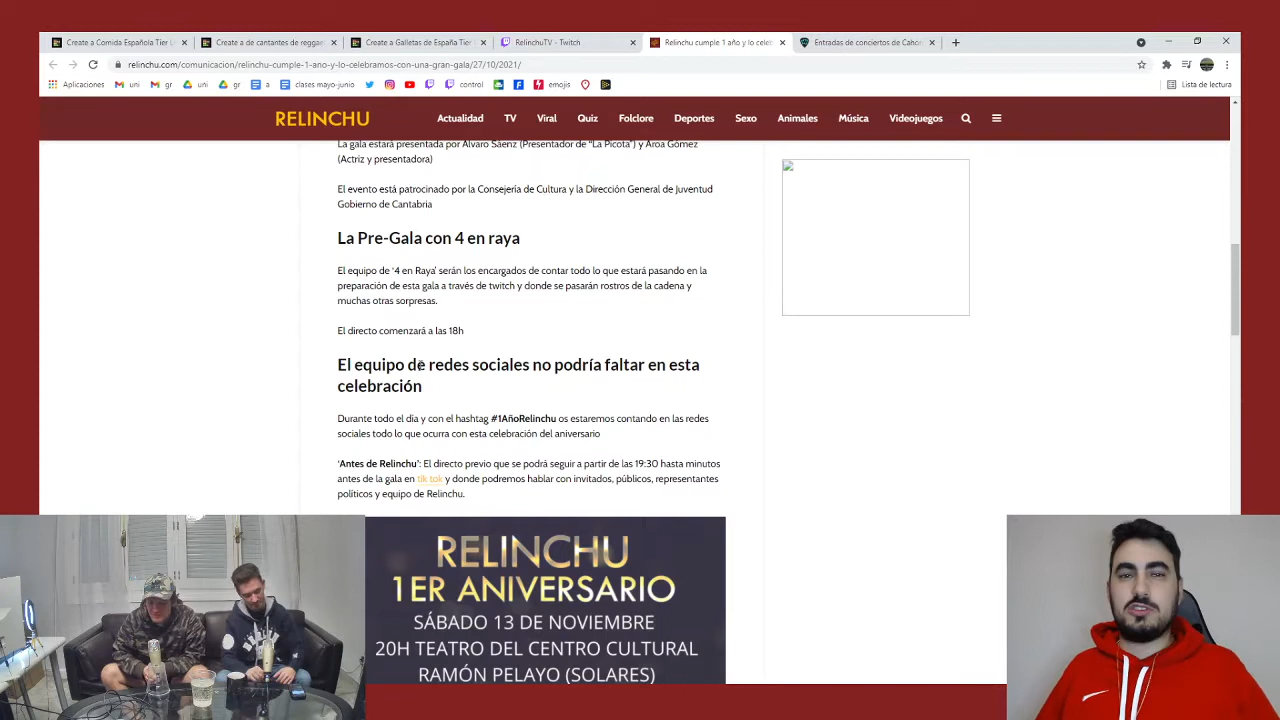 Create a Comida Española Tier L
Create a de cantantes de reggae
Create a Galletas de España Tier
RelinchuTV - Twitch
Relinchu cumple 1 año y lo celeb
Entradas de conciertos de Cahor
relinchu.com/comunicacion/relinchu-cumple-1-ano-y-lo-celebramos-con-una-gran-gala/27/10/2021/
Aplicaciones
uni
gr
uni
gr
a
clases mayo-junio
control
emojis
Lista de lectura
RELINCHU
Actualidad
TV
Viral
Quiz
Folclore
Deportes
Sexo
Animales
Música
Videojuegos
La gala estará presentada por Álvaro Sáenz (Presentador de “La Picota”) y Aroa Gómez
(Actriz y presentadora)
El evento está patrocinado por la Consejería de Cultura y la Dirección General de Juventud
Gobierno de Cantabria
La Pre-Gala con 4 en raya
El equipo de ‘4 en Raya’ serán los encargados de contar todo lo que estará pasando en la
preparación de esta gala a través de twitch y donde se pasarán rostros de la cadena y
muchas otras sorpresas.
El directo comenzará a las 18h
El equipo de redes sociales no podría faltar en esta
celebración
Durante todo el día y con el hashtag #1AñoRelinchu os estaremos contando en las redes
sociales todo lo que ocurra con esta celebración del aniversario
‘Antes de Relinchu’: El directo previo que se podrá seguir a partir de las 19:30 hasta minutos
antes de la gala en tik tok y donde podremos hablar con invitados, públicos, representantes
políticos y equipo de Relinchu.
RELINCHU
1ER ANIVERSARIO
SÁBADO 13 DE NOVIEMBRE
20H TEATRO DEL CENTRO CULTURAL
RAMÓN PELAYO (SOLARES)